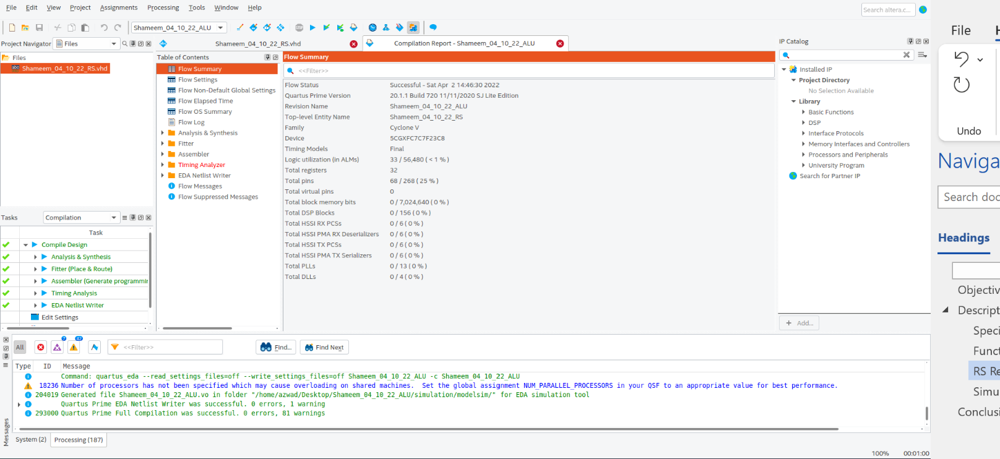 File Edit View Project Assignments Processing Tools Window Help
Search altera.c...
Shameem_04_10_22_ALU
STOP
Project Navigator Files
Files
Shameem_04_10_22_RS.vhd
Tasks Compilation
Task
Compile Design
Analysis & Synthesis
Fitter (Place & Route)
Assembler (Generate programmin
Timing Analysis
EDA Netlist Writer
Edit Settings
Shameem_04_10_22_RS.vhd
Compilation Report - Shameem_04_10_22_ALU
Table of Contents
Flow Summary
Flow Settings
Flow Non-Default Global Settings
Flow Elapsed Time
Flow OS Summary
Flow Log
Analysis & Synthesis
Fitter
Assembler
Timing Analyzer
EDA Netlist Writer
Flow Messages
Flow Suppressed Messages
Flow Summary
<<Filter>>
Flow Status Successful - Sat Apr 2 14:46:30 2022
Quartus Prime Version 20.1.1 Build 720 11/11/2020 SJ Lite Edition
Revision Name Shameem_04_10_22_ALU
Top-level Entity Name Shameem_04_10_22_RS
Family Cyclone V
Device 5CGXFC7C7F23C8
Timing Models Final
Logic utilization (in ALMs) 33 / 56,480 ( < 1 % )
Total registers 32
Total pins 68 / 268 ( 25 % )
Total virtual pins 0
Total block memory bits 0 / 7,024,640 ( 0 % )
Total DSP Blocks 0 / 156 ( 0 % )
Total HSSI RX PCSs 0 / 6 ( 0 % )
Total HSSI PMA RX Deserializers 0 / 6 ( 0 % )
Total HSSI TX PCSs 0 / 6 ( 0 % )
Total HSSI PMA TX Serializers 0 / 6 ( 0 % )
Total PLLs 0 / 13 ( 0 % )
Total DLLs 0 / 4 ( 0 % )
IP Catalog
Installed IP
Project Directory
No Selection Available
Library
Basic Functions
DSP
Interface Protocols
Memory Interfaces and Controllers
Processors and Peripherals
University Program
Search for Partner IP
+ Add...
All 7 42 <<Filter>> Find... Find Next
Type ID Message
Command: quartus_eda --read_settings_files=off --write_settings_files=off Shameem_04_10_22_ALU -c Shameem_04_10_22_ALU
18236 Number of processors has not been specified which may cause overloading on shared machines. Set the global assignment NUM_PARALLEL_PROCESSORS in your QSF to an appropriate value for best performance.
204019 Generated file Shameem_04_10_22_ALU.vo in folder "/home/azwad/Desktop/Shameem_04_10_22_ALU/simulation/modelsim/" for EDA simulation tool
Quartus Prime EDA Netlist Writer was successful. 0 errors, 1 warning
293000 Quartus Prime Full Compilation was successful. 0 errors, 81 warnings
Messages
System (2) Processing (187)
100% 00:01:00
File H
Undo
Naviga
Search doc
Headings
Objectiv
Descript
Speci
Funct
RS Re
Simu
Conclusi